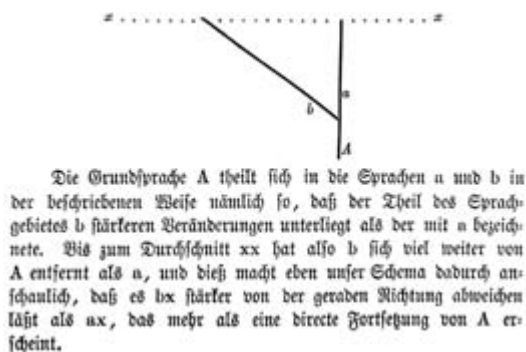 x x
a
b
A
Die Grundsprache A theilt sich in die Sprachen a und b in
der beschriebenen Weise nämlich so, daß der Theil des Sprach-
gebietes b stärkeren Veränderungen unterliegt als der mit a bezeich-
nete. Bis zum Durchschnitt xx hat also b sich viel weiter von
A entfernt als a, und dieß macht eben unser Schema dadurch an-
schaulich, daß es bx stärker von der geraden Richtung abweichen
läßt als ax, das mehr als eine directe Fortsetzung von A er-
scheint.